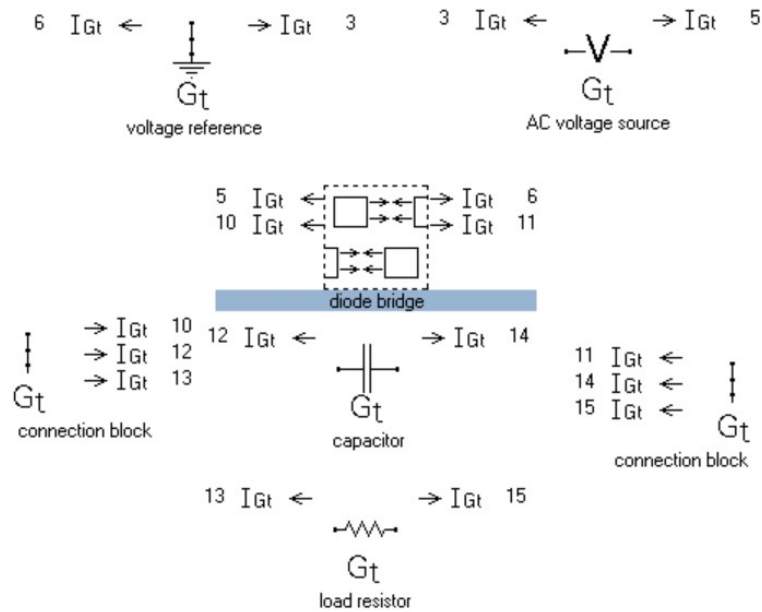 6 IGt IGt 3
3 IGt IGt 5
V
Gt
voltage reference
Gt
AC voltage source
5 IGt IGt 6
10 IGt IGt 11
diode bridge
IGt 10
IGt 12
IGt 13
Gt
connection block
12 IGt IGt 14
Gt
capacitor
11 IGt
14 IGt
15 IGt
Gt
connection block
13 IGt IGt 15
Gt
load resistor